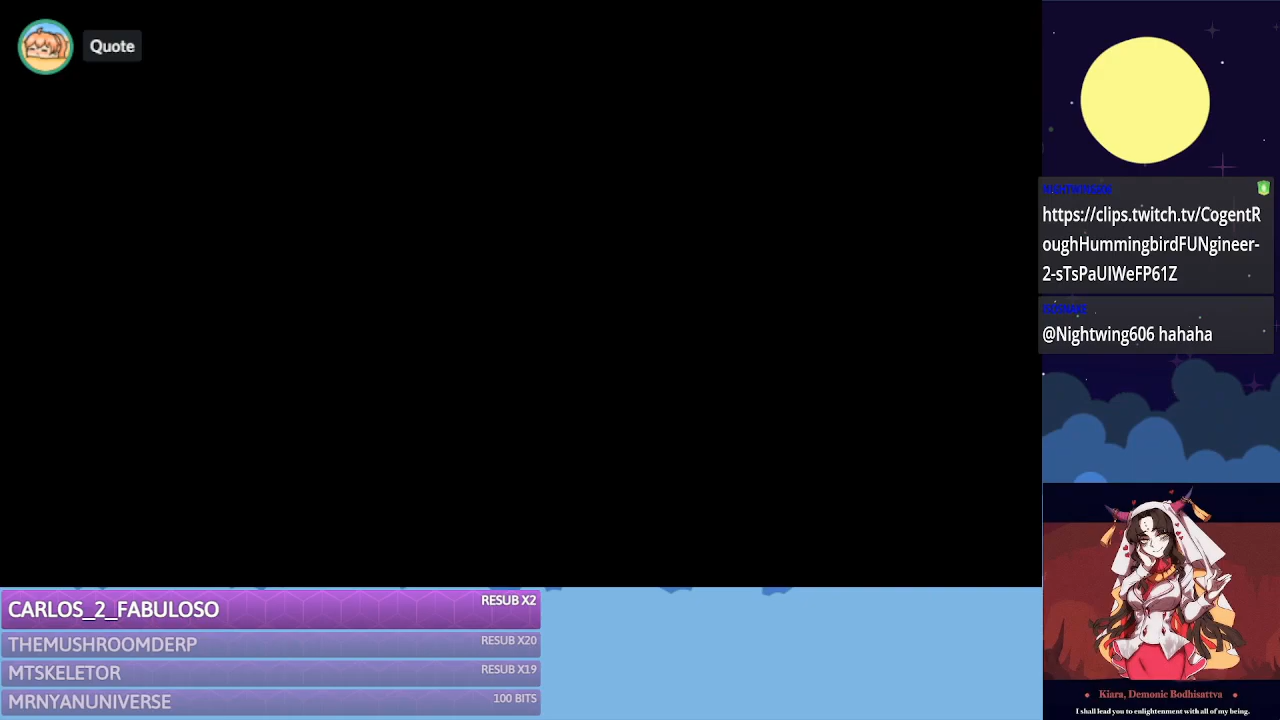 Quote
https://clips.twitch.tv/CogentR
oughHummingbirdFUNgineer-
2-sTsPaUIWeFP61Z
@Nightwing606 hahaha
CARLOS_2_FABULOSO
RESUB X2
THEMUSHROOMDERP
RESUB X20
MTSKELETOR
RESUB X19
MRNYANUNIVERSE
100 BITS
Kiara, Demonic Bodhisattva
I shall lead you to enlightenment with all of my being.